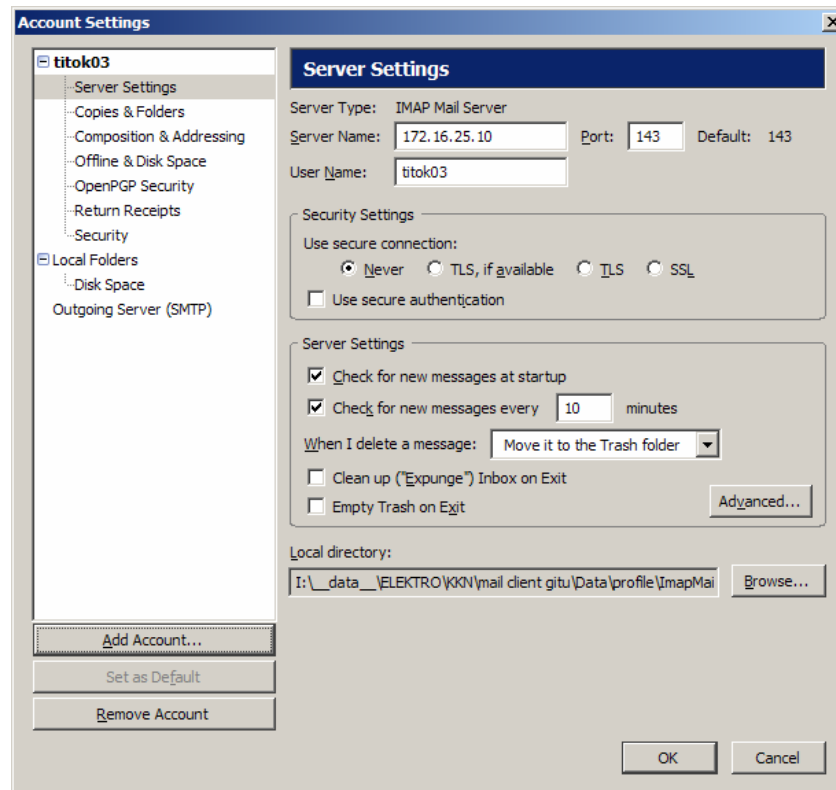 Account Settings
titok03
Server Settings
Copies & Folders
Composition & Addressing
Offline & Disk Space
OpenPGP Security
Return Receipts
Security
Local Folders
Disk Space
Outgoing Server (SMTP)
Add Account...
Set as Default
Remove Account
Server Settings
Server Type: IMAP Mail Server
Server Name: 172.16.25.10 Port: 143 Default: 143
User Name: titok03
Security Settings
Use secure connection:
Never TLS, if available TLS SSL
Use secure authentication
Server Settings
Check for new messages at startup
Check for new messages every 10 minutes
When I delete a message: Move it to the Trash folder
Clean up ("Expunge") Inbox on Exit
Empty Trash on Exit
Advanced...
Local directory:
I:\__data__\ELEKTRO\KKN\mail client gitu\Data\profile\ImapMai Browse...
OK Cancel